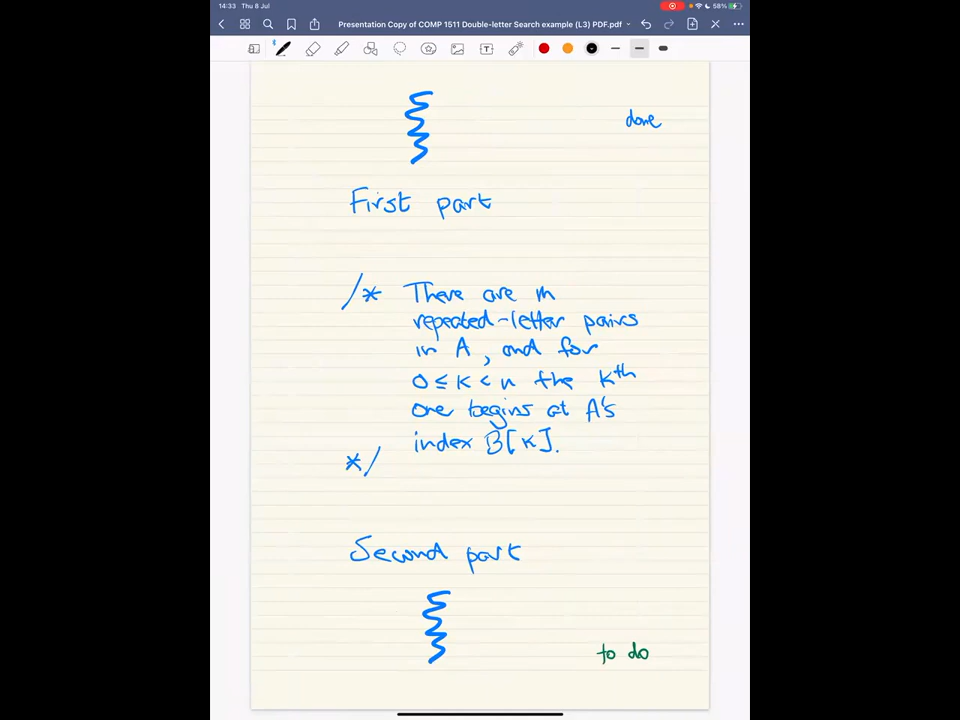 14:33 Thu 8 Jul
58%
Presentation Copy of COMP 1511 Double-letter Search example (L3) PDF.pdf
done
First part
/* There are m
repeated-letter pairs
in A, and for
0 ≤ K < n the Kth
one begins at A's
index B[K].
*/
Second part
to do